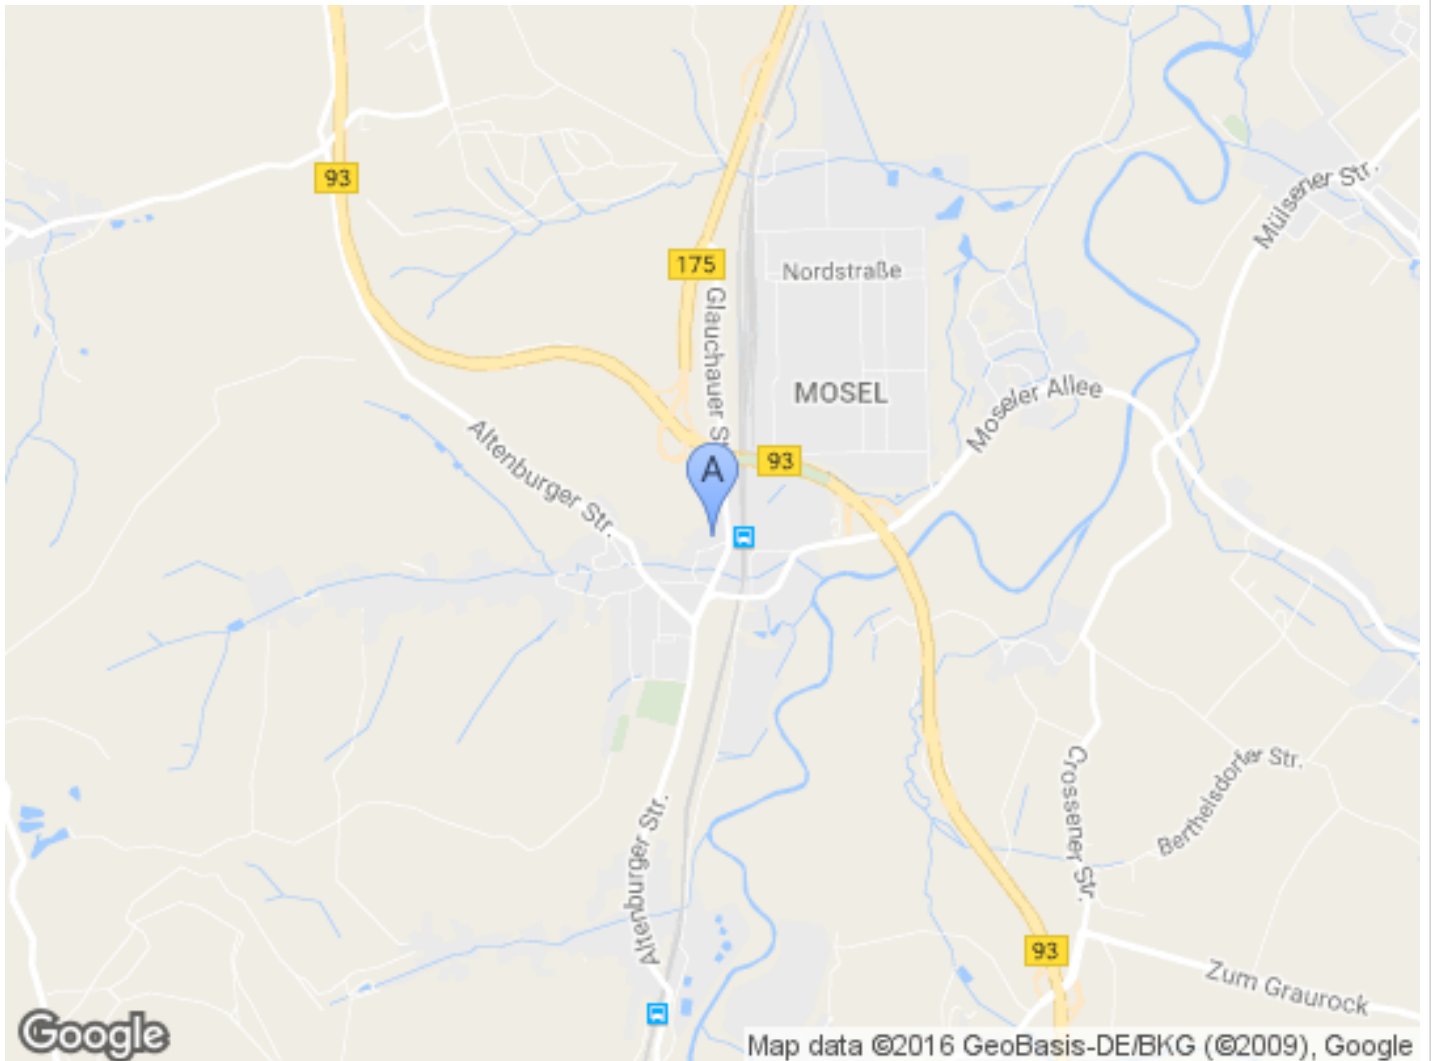 93
Mülsener Str.
175
Nordstraße
Glauchauer St
MOSEL
Moseler Allee
Altenburger Str.
93
A
Crossener Str.
Berthelsdorfer Str.
Altenburger Str.
93
Zum Graurock
Google
Map data ©2016 GeoBasis-DE/BKG (©2009), Google